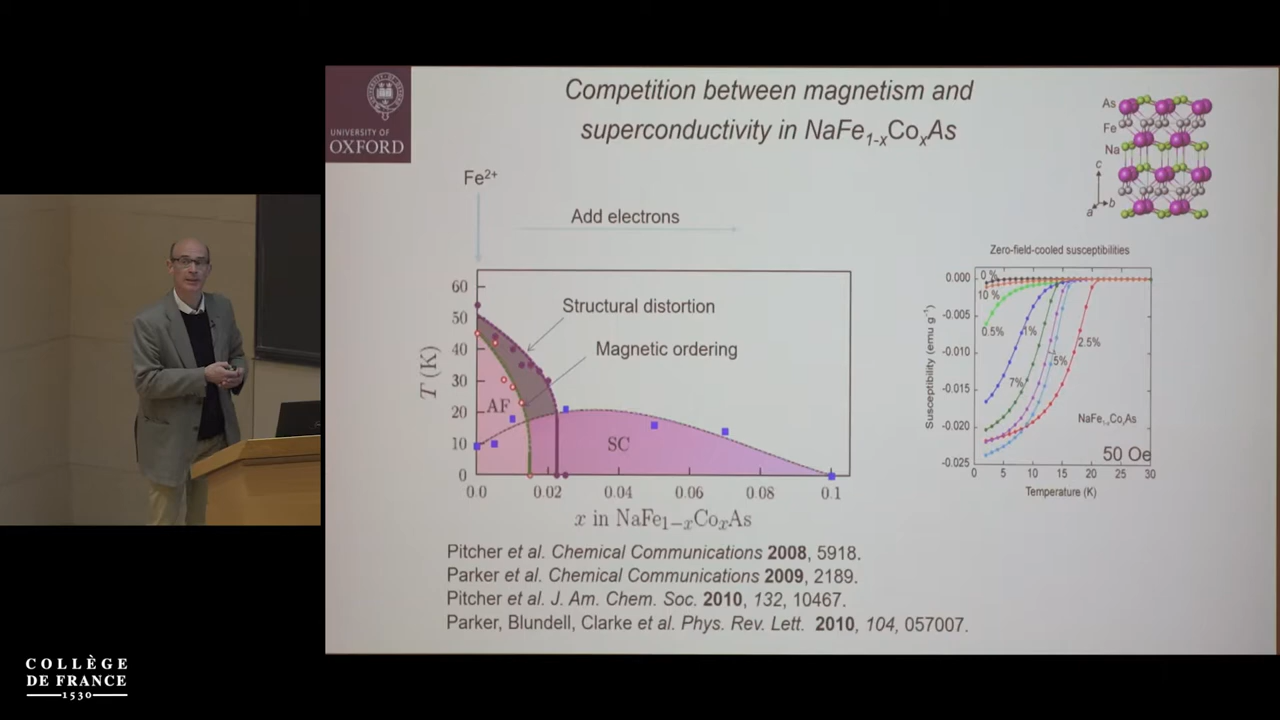 UNIVERSITY OF
OXFORD
Competition between magnetism and
superconductivity in NaFe1-xCoxAs
As
Fe
Na
c
b
a
Fe2+
Add electrons
60
50
40
30
20
10
0
T (K)
Structural distortion
Magnetic ordering
AF
SC
0.0
0.02
0.04
0.06
0.08
0.1
x in NaFe1−xCoxAs
Zero-field-cooled susceptibilities
0.000
-0.005
-0.010
-0.015
-0.020
-0.025
Susceptibility (emu g-1)
0 %
10 %
0.5%
1%
2.5%
5%
7%
NaFe1-xCoxAs
50 Oe
0
5
10
15
20
25
30
Temperature (K)
Pitcher et al. Chemical Communications 2008, 5918.
Parker et al. Chemical Communications 2009, 2189.
Pitcher et al. J. Am. Chem. Soc. 2010, 132, 10467.
Parker, Blundell, Clarke et al. Phys. Rev. Lett. 2010, 104, 057007.
COLLÈGE
DE FRANCE
1530